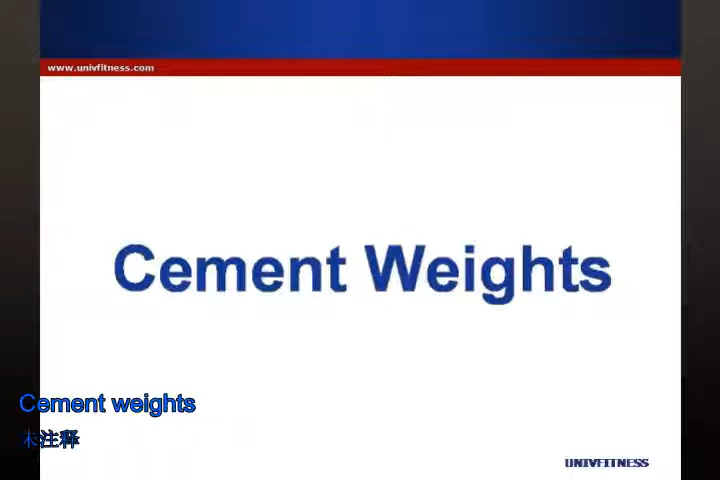 www.univfitness.com
Cement Weights
Cement weights
未注释
UNIVFITNESS